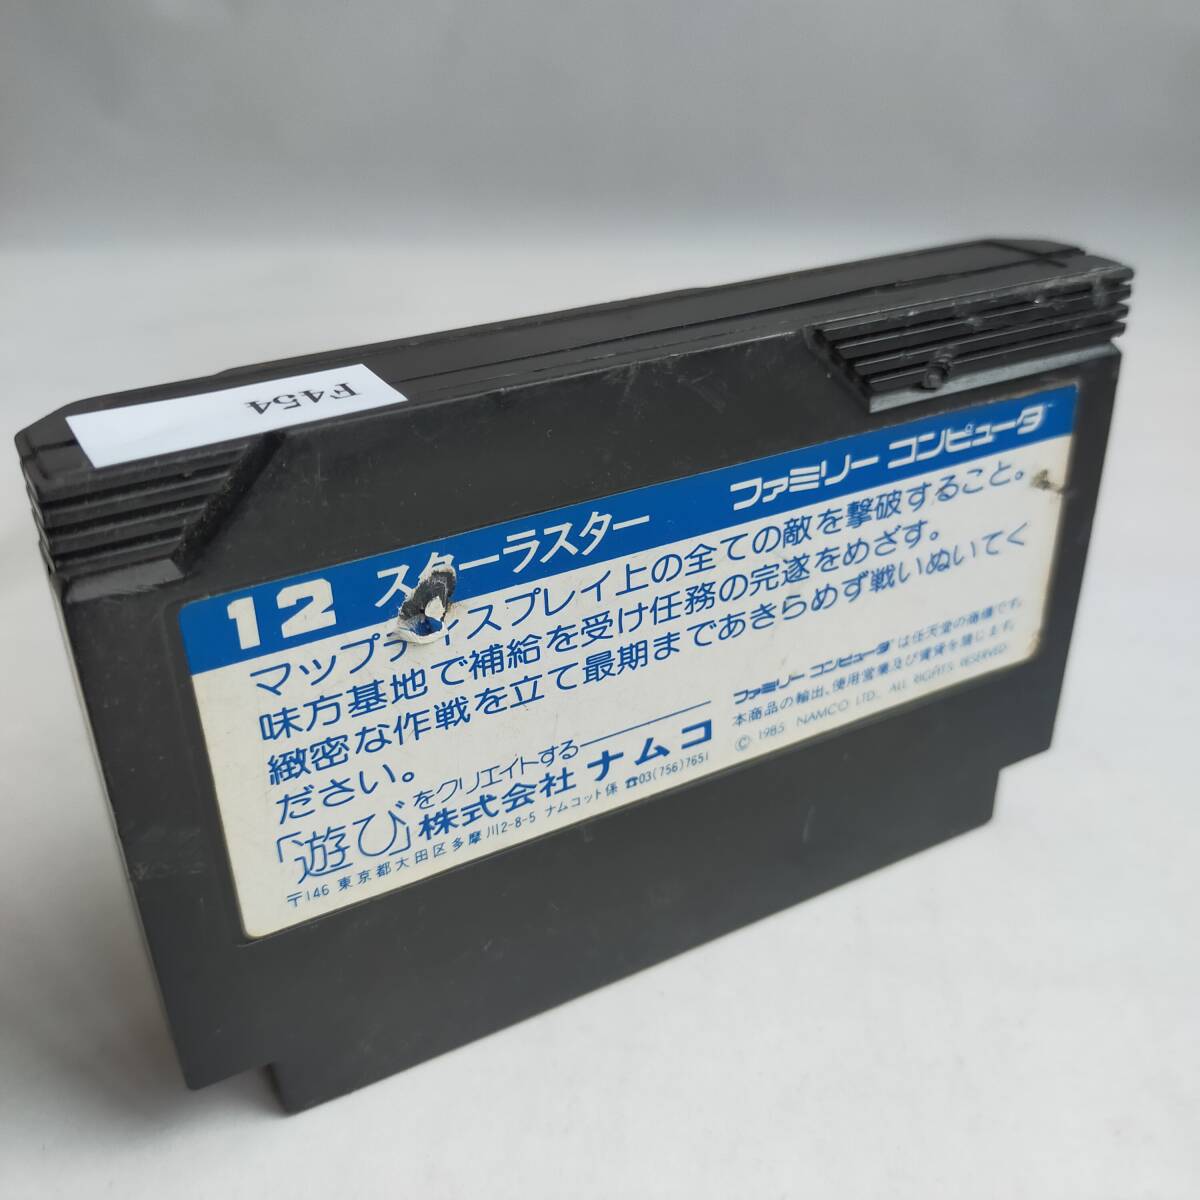 F454
12 スターラスター ファミリー コンピュータ™
マップディスプレイ上の全ての敵を撃破すること。
味方基地で補給を受け任務の完遂をめざす。
緻密な作戦を立て最期まであきらめず戦いぬいてく
ださい。
「遊び」をクリエイトする
株式会社 ナムコ
〒146 東京都大田区多摩川2-8-5 ナムコット係 ☎03(756)7651
ファミリー コンピュータは任天堂の商標です。
本商品の輸出、使用営業及び賃貸を禁じます。
© 1985 NAMCO LTD., ALL RIGHTS RESERVED